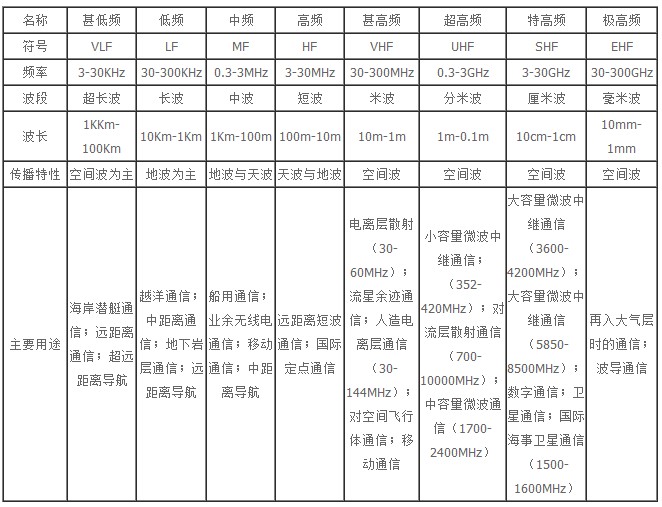 名称 甚低频 低频 中频 高频 甚高频 超高频 特高频 极高频
符号 VLF LF MF HF VHF UHF SHF EHF
频率 3-30KHz 30-300KHz 0.3-3MHz 3-30MHz 30-300MHz 0.3-3GHz 3-30GHz 30-300GHz
波段 超长波 长波 中波 短波 米波 分米波 厘米波 毫米波
波长
1KKm-
100Km
10Km-1Km
1Km-100m
100m-10m
10m-1m
1m-0.1m
10cm-1cm
10mm-
1mm
传播特性 空间波为主 地波为主 地波与天波 天波与地波 空间波 空间波 空间波 空间波
主要用途
海岸潜艇通
信；远距离
通信；超远
距离导航
越洋通信；
中距离通
信；地下岩
层通信；远
距离导航
船用通信；
业余无线电
通信；移动
通信；中距
离导航
远距离短波
通信；国际
定点通信
电离层散射
（30-
60MHz）；
流星余迹通
信；人造电
离层通信
（30-
144MHz）；
对空间飞行
体通信；移
动通信
小容量微波中
继通信；
（352-
420MHz）；对
流层散射通信
（700-
10000MHz）；
中容量微波通
信（1700-
2400MHz）
大容量微波中
继通信
（3600-
4200MHz）；
大容量微波中
继通信
（5850-
8500MHz）；
数字通信；卫
星通信；国际
海事卫星通信
（1500-
1600MHz）
再入大气层
时的通信；
波导通信